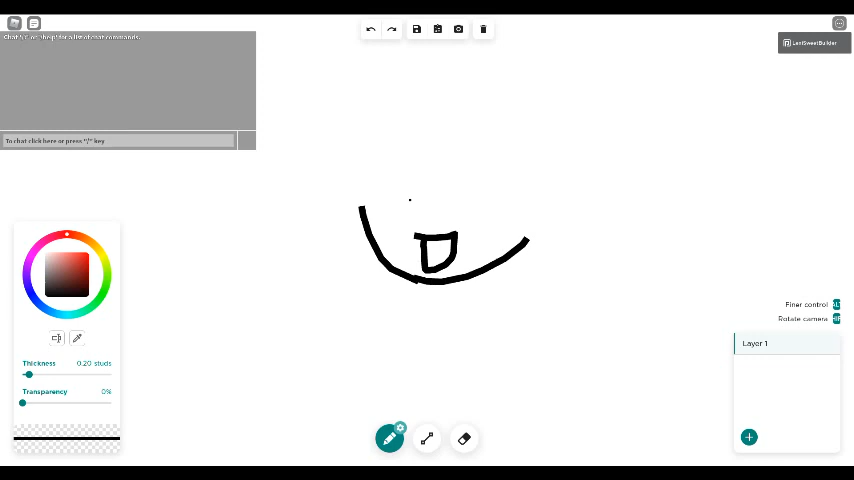 Chat '/?' or '/help' for a list of chat commands.
LeniSweetBuilder
To chat click here or press "/" key
Thickness 0.20 studs
Transparency 0%
Finer control
Rotate camera
Layer 1